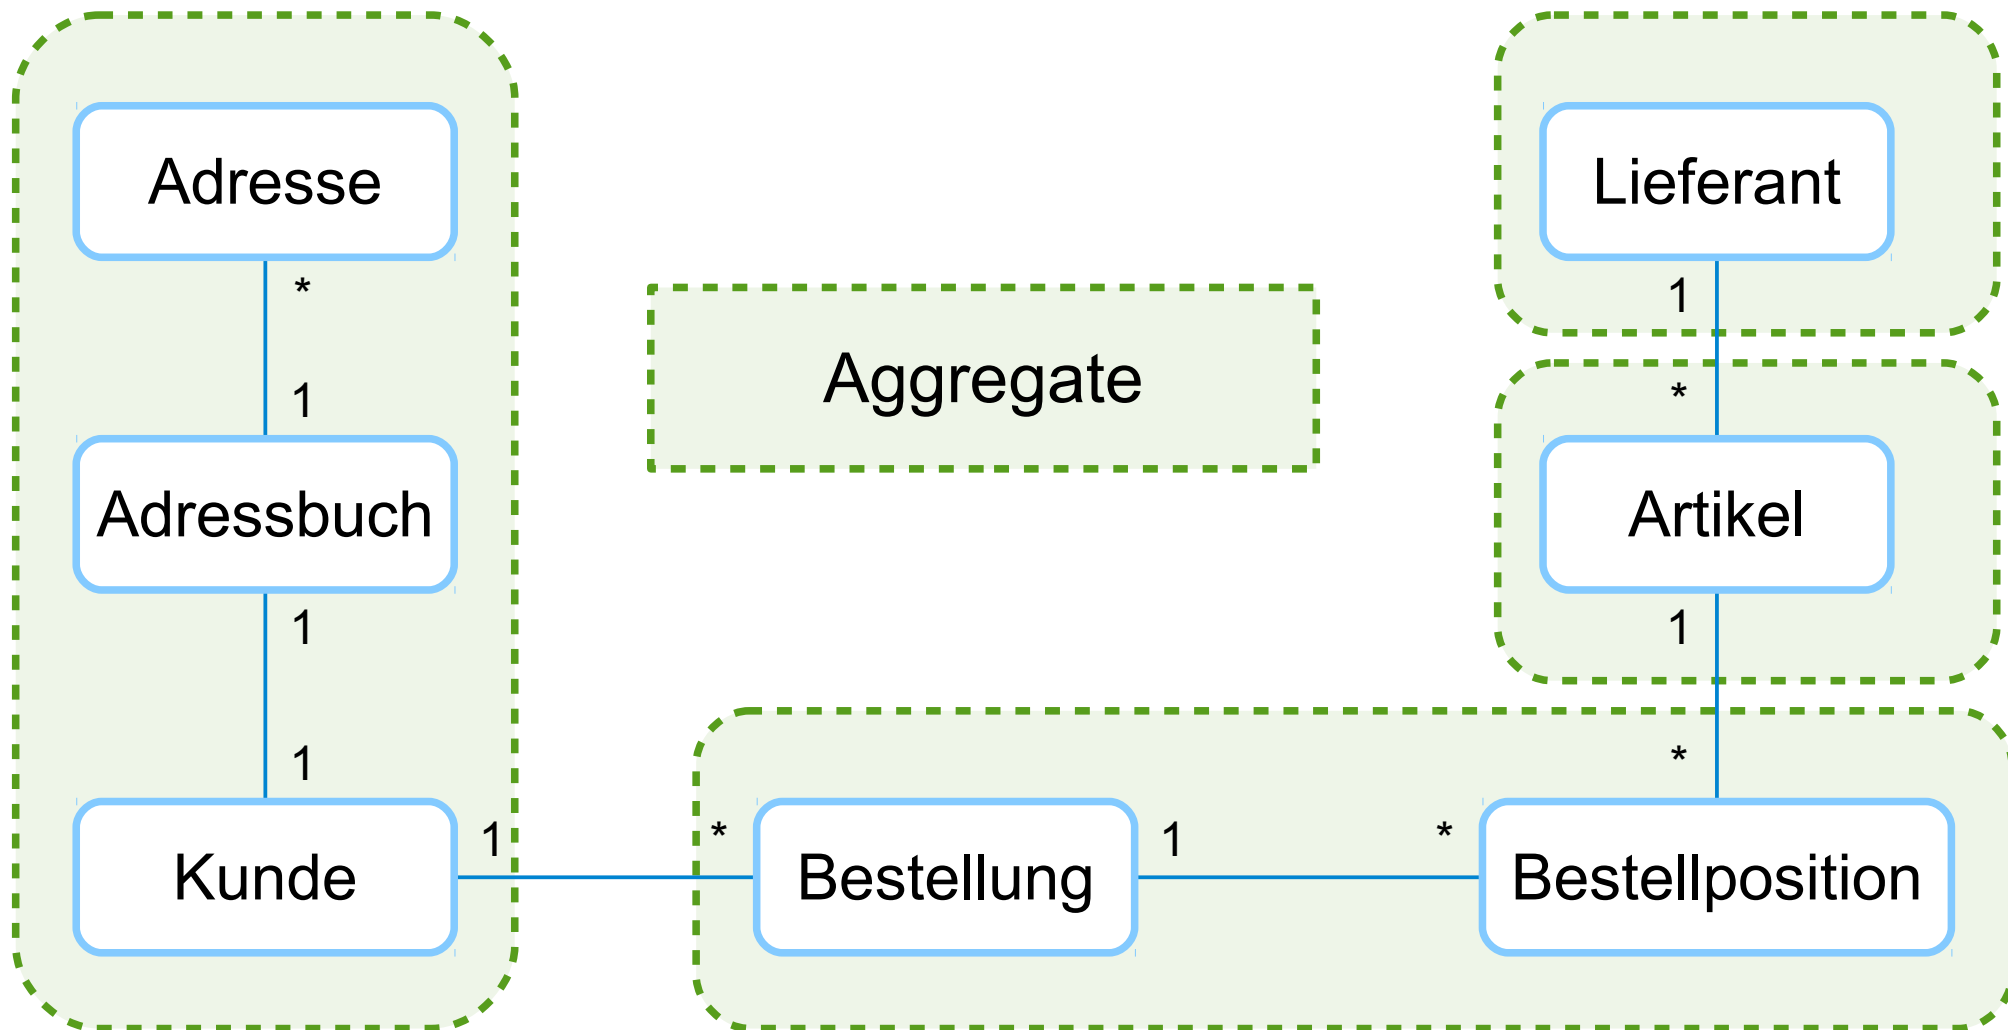 Adresse
Lieferant
*
1
Aggregate
1
*
Adressbuch
Artikel
1
1
1
*
1
*
1
*
Kunde
Bestellung
Bestellposition